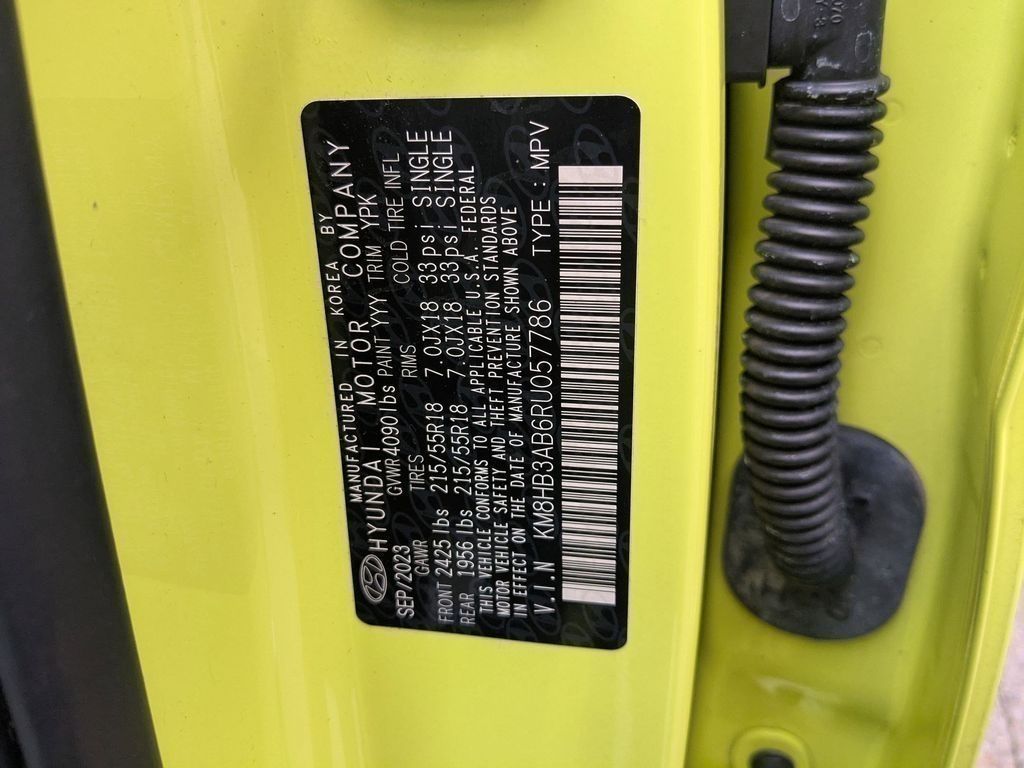 MANUFACTURED IN KOREA BY
HYUNDAI MOTOR COMPANY
SEP/2023 GVWR 4090 lbs PAINT YYY TRIM YPK
GAWR TIRES RIMS COLD TIRE INFL
FRONT 2425 lbs 215/55R18 7.0JX18 33psi SINGLE
REAR 1956 lbs 215/55R18 7.0JX18 33psi SINGLE
THIS VEHICLE CONFORMS TO ALL APPLICABLE U.S.A. FEDERAL
MOTOR VEHICLE SAFETY AND THEFT PREVENTION STANDARDS
IN EFFECT ON THE DATE OF MANUFACTURE SHOWN ABOVE
V.I.N KM8HB3AB6RU057786 TYPE : MPV